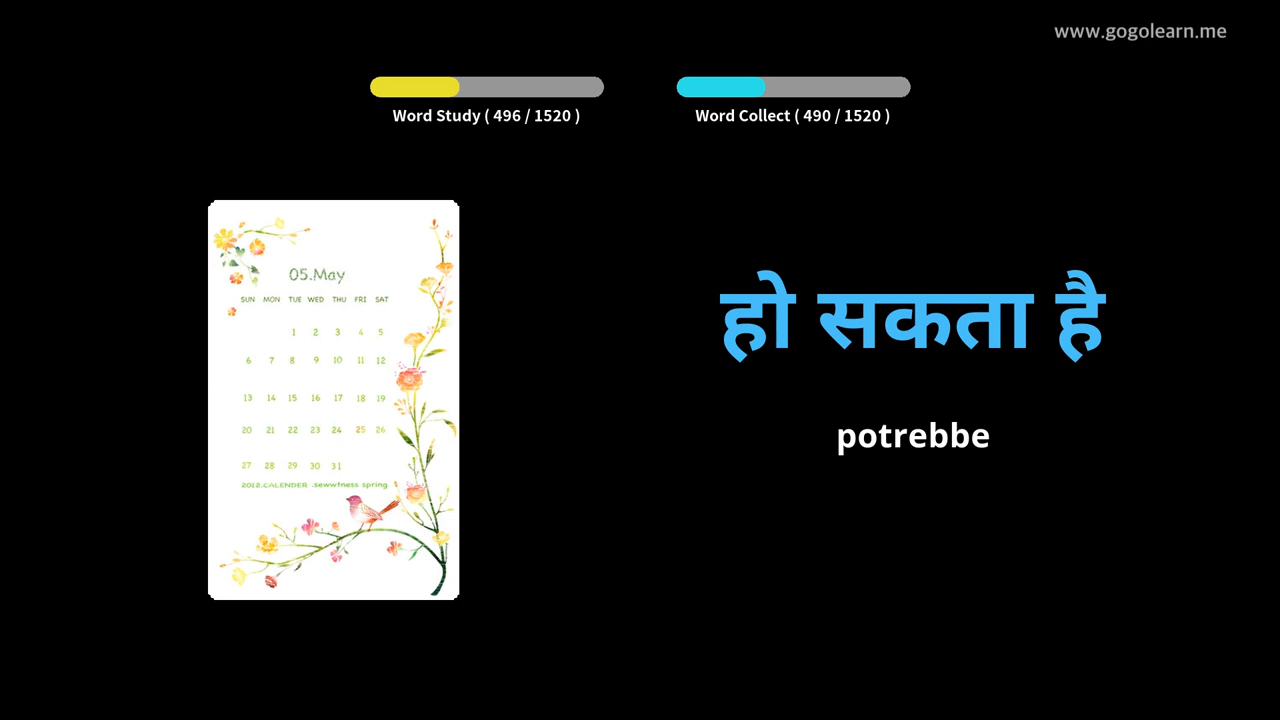 www.gogolearn.me
Word Study ( 496 / 1520 )
Word Collect ( 490 / 1520 )
05.May
SUN MON TUE WED THU FRI SAT
1 2 3 4 5
6 7 8 9 10 11 12
13 14 15 16 17 18 19
20 21 22 23 24 25 26
27 28 29 30 31
2012.CALENDER .sewwtness spring
हो सकता है
potrebbe